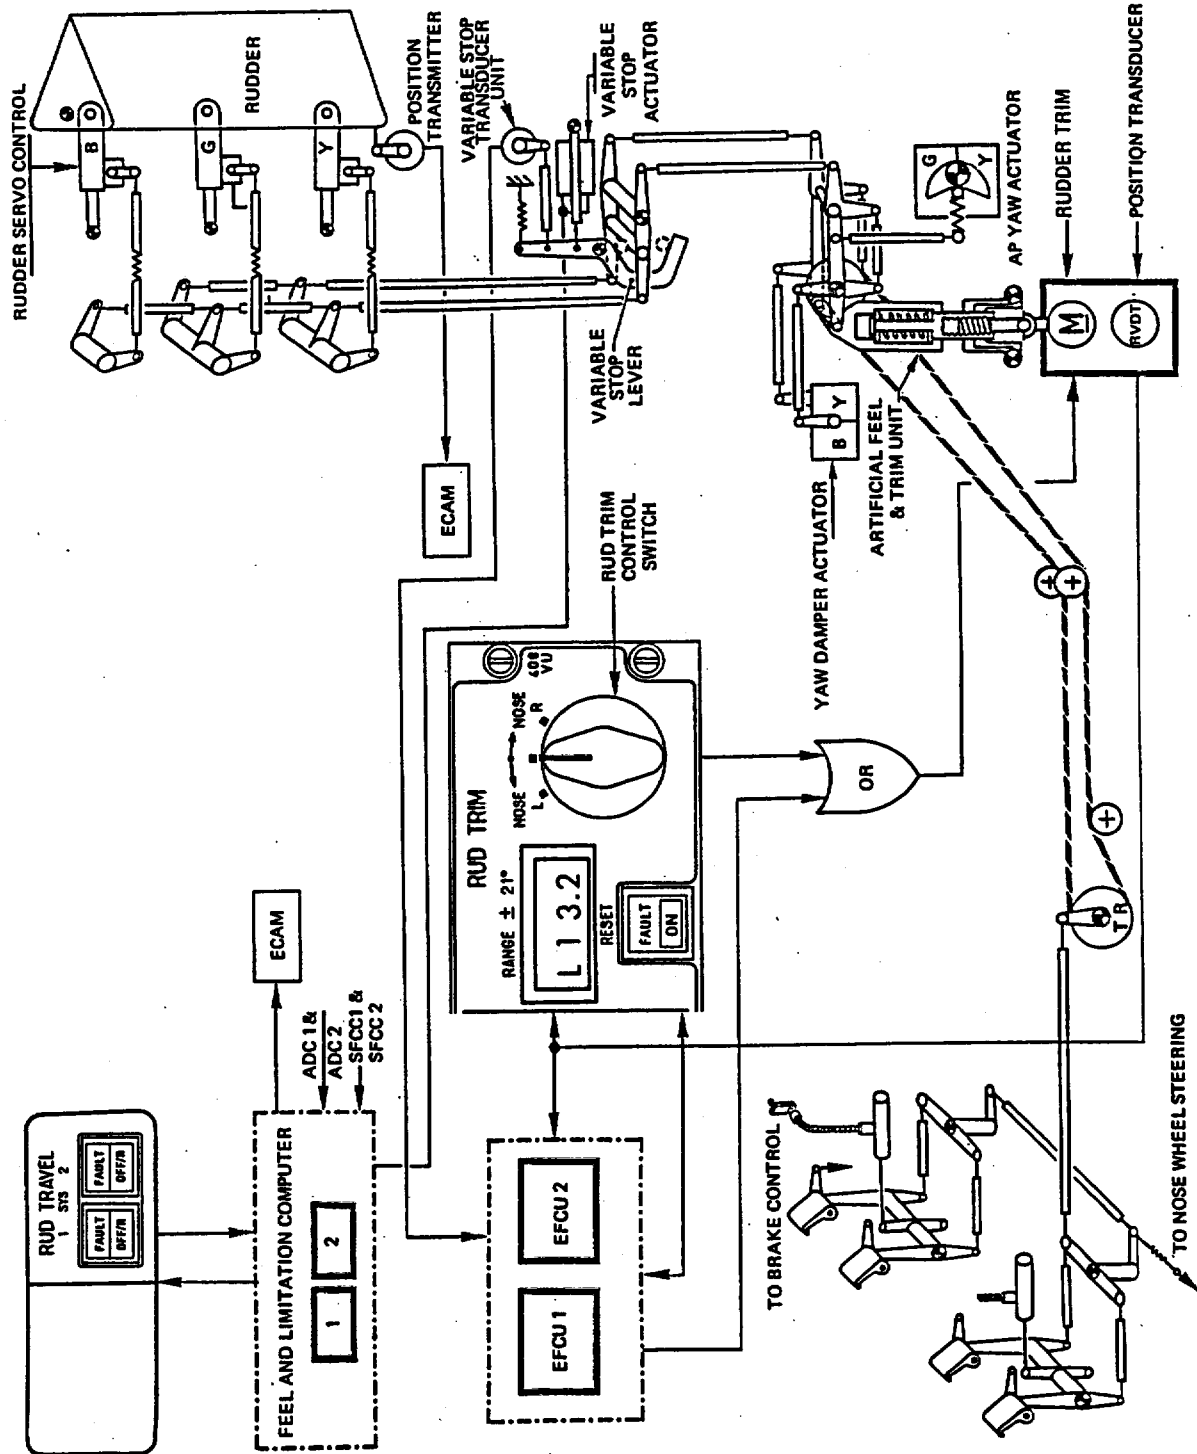 RUD TRAVEL
1 SYS 2
FAULT
OFF/R
FAULT
OFF/R
FEEL AND LIMITATION COMPUTER
1
2
ECAM
ADC 1 &
ADC 2
SFCC1 &
SFCC 2
EFCU 1
EFCU 2
RUD TRIM
RANGE ± 21°
L 1 3.2
RESET
FAULT
ON
NOSE
L
NOSE
R
408
VU
RUD TRIM
CONTROL
SWITCH
OR
ECAM
RUDDER SERVO CONTROL
B
G
Y
RUDDER
POSITION
TRANSMITTER
VARIABLE STOP
TRANSDUCER
UNIT
VARIABLE
STOP
ACTUATOR
VARIABLE
STOP
LEVER
YAW DAMPER ACTUATOR
B Y
ARTIFICIAL FEEL
& TRIM UNIT
G
Y
AP YAW ACTUATOR
RUDDER TRIM
POSITION TRANSDUCER
M
RVDT
T R
TO BRAKE CONTROL
TO NOSE WHEEL STEERING